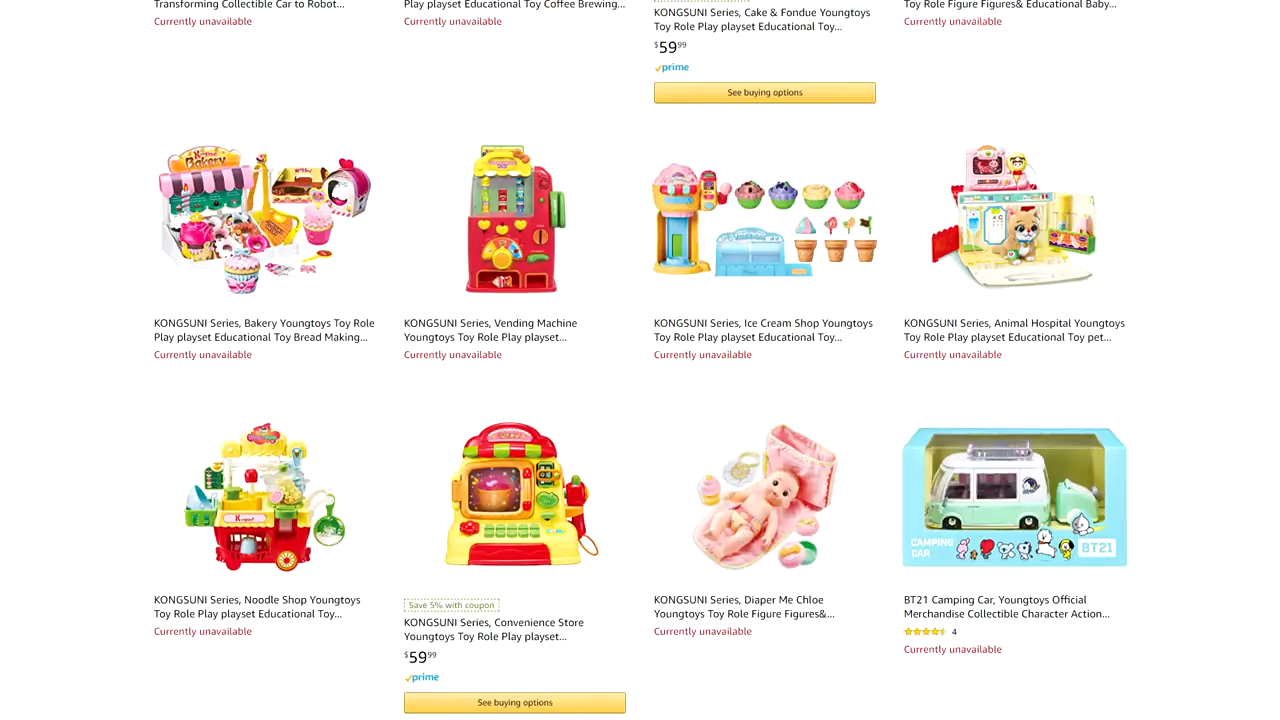 Transforming Collectible Car to Robot...
Currently unavailable
Play playset Educational Toy Coffee Brewing...
Currently unavailable
KONGSUNI Series, Cake & Fondue Youngtoys
Toy Role Play playset Educational Toy...
$59.99
prime
See buying options
Toy Role Figure Figures& Educational Baby...
Currently unavailable
Bakery
KONGSUNI Series, Bakery Youngtoys Toy Role
Play playset Educational Toy Bread Making...
Currently unavailable
KONGSUNI Series, Vending Machine
Youngtoys Toy Role Play playset...
Currently unavailable
KONGSUNI Series, Ice Cream Shop Youngtoys
Toy Role Play playset Educational Toy...
Currently unavailable
KONGSUNI Series, Animal Hospital Youngtoys
Toy Role Play playset Educational Toy pet...
Currently unavailable
KONGSUNI Series, Noodle Shop Youngtoys
Toy Role Play playset Educational Toy...
Currently unavailable
Save 5% with coupon
KONGSUNI Series, Convenience Store
Youngtoys Toy Role Play playset...
$59.99
prime
See buying options
KONGSUNI Series, Diaper Me Chloe
Youngtoys Toy Role Figure Figures&...
Currently unavailable
CAMPING
CAR
BT21
BT21 Camping Car, Youngtoys Official
Merchandise Collectible Character Action...
4
Currently unavailable